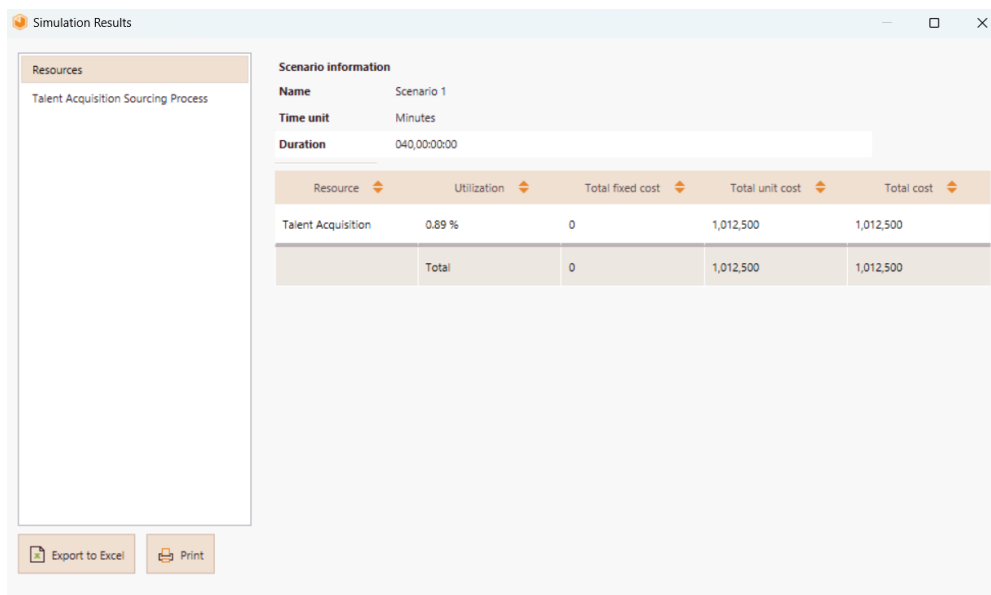 Simulation Results
Resources
Talent Acquisition Sourcing Process
Scenario information
Name Scenario 1
Time unit Minutes
Duration 040,00:00:00
Resource Utilization Total fixed cost Total unit cost Total cost
Talent Acquisition 0.89 % 0 1,012,500 1,012,500
Total 0 1,012,500 1,012,500
Export to Excel Print